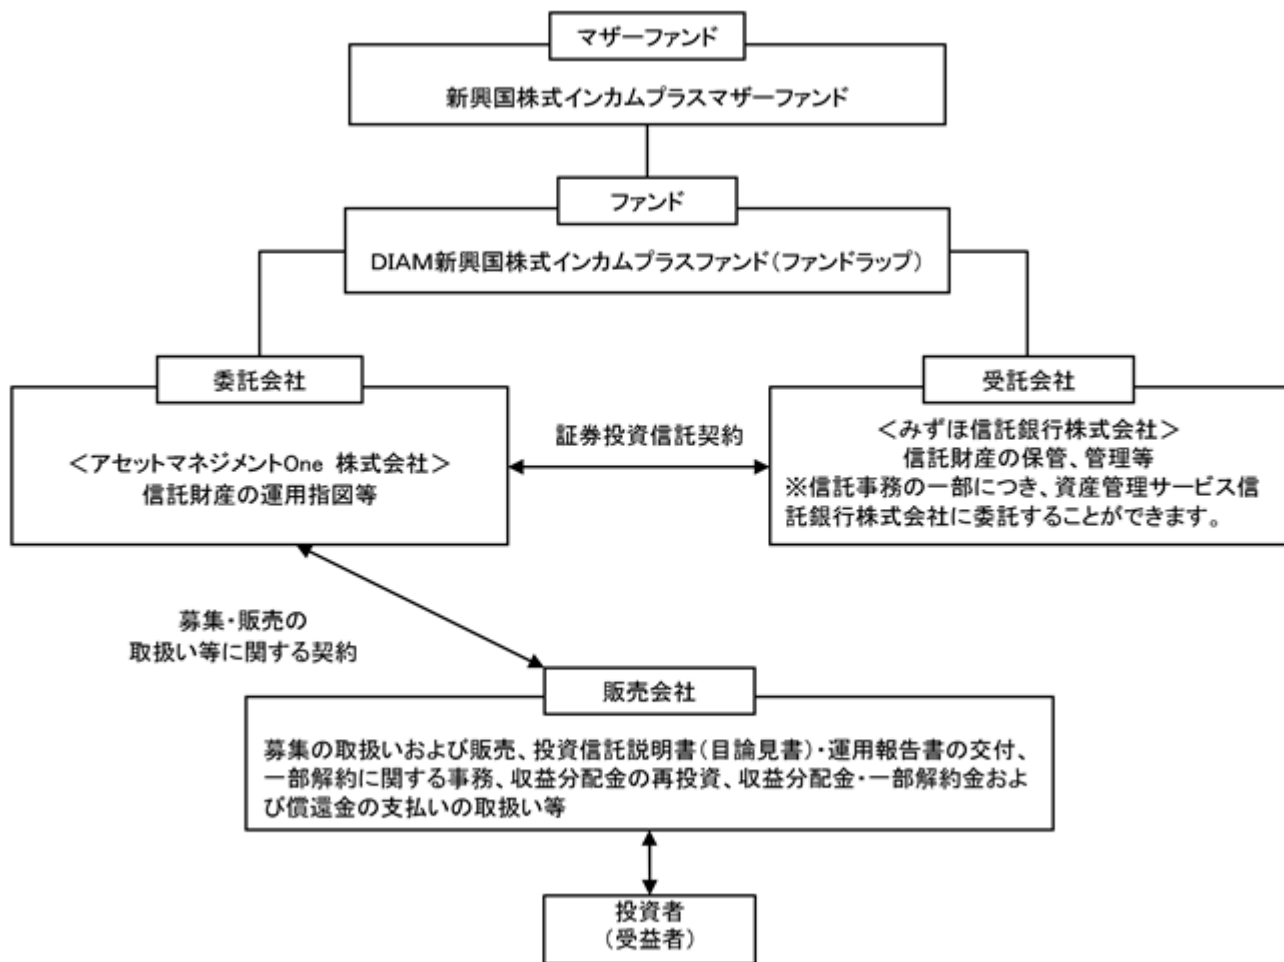 マザーファンド
新興国株式インカムプラスマザーファンド
ファンド
DIAM新興国株式インカムプラスファンド(ファンドラップ)
委託会社
<アセットマネジメントOne 株式会社>
信託財産の運用指図等
証券投資信託契約
受託会社
<みずほ信託銀行株式会社>
信託財産の保管、管理等
※信託事務の一部につき、資産管理サービス信
託銀行株式会社に委託することができます。
募集・販売の
取扱い等に関する契約
販売会社
募集の取扱いおよび販売、投資信託説明書(目論見書)・運用報告書の交付、
一部解約に関する事務、収益分配金の再投資、収益分配金・一部解約金およ
び償還金の支払いの取扱い等
投資者
(受益者)